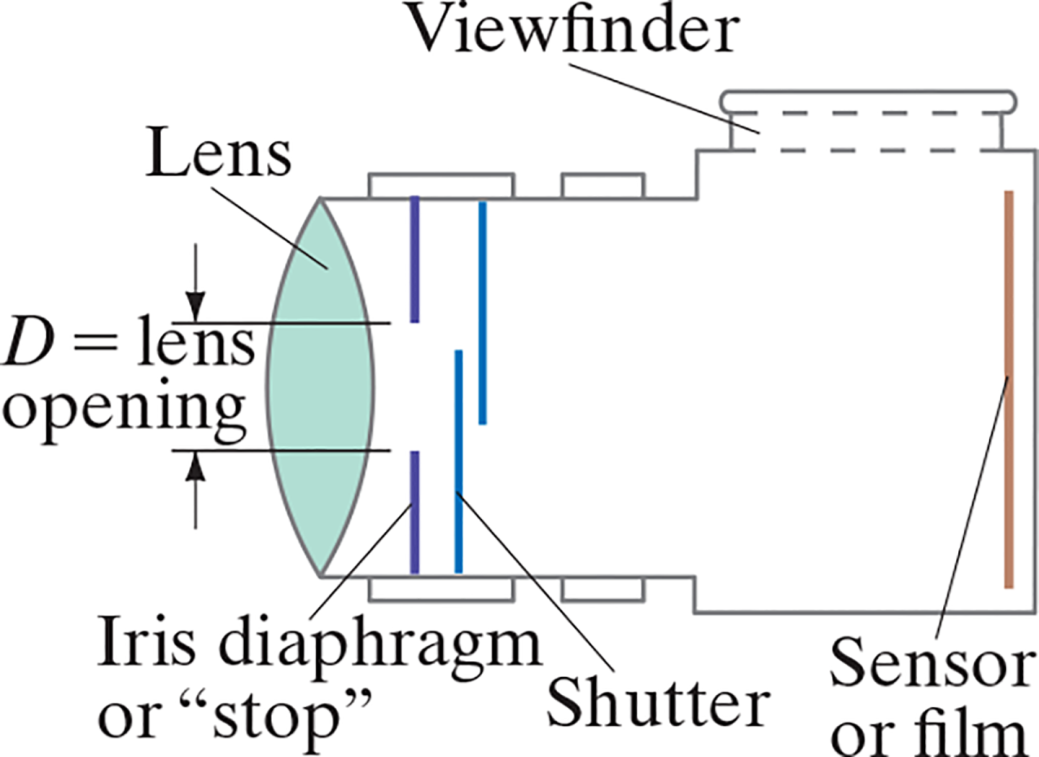 Viewfinder
Lens
D = lens
opening
Iris diaphragm
or “stop”
Shutter
Sensor
or film